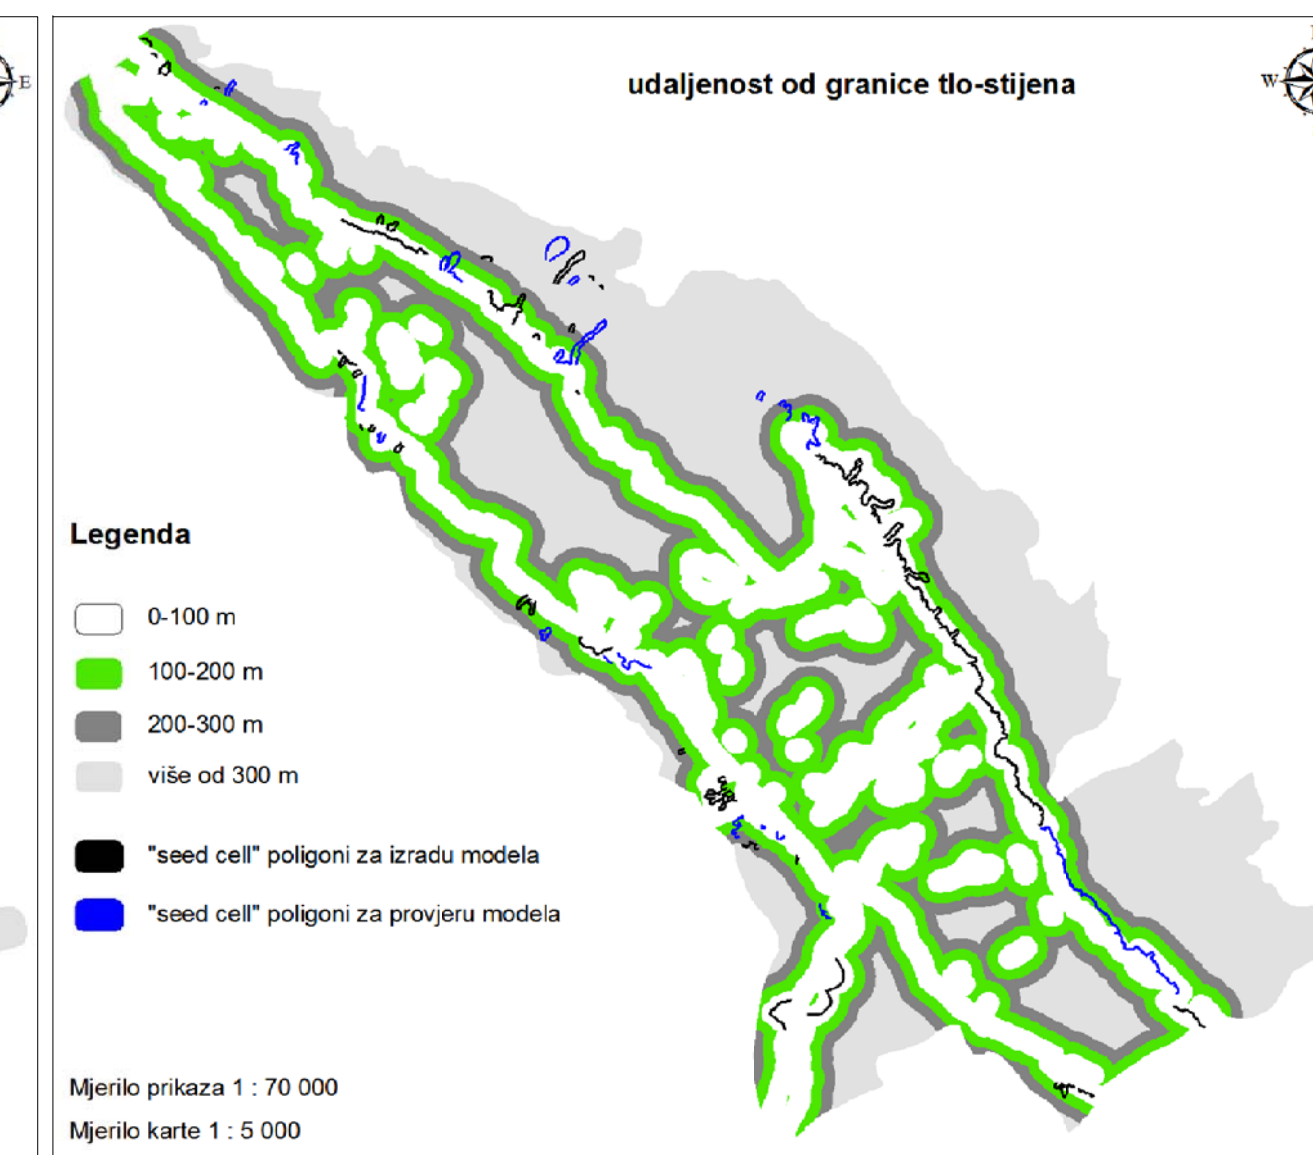 E
udaljenost od granice tlo-stijena
W
Legenda
0-100 m
100-200 m
200-300 m
više od 300 m
"seed cell" poligoni za izradu modela
"seed cell" poligoni za provjeru modela
Mjerilo prikaza 1 : 70 000
Mjerilo karte 1 : 5 000